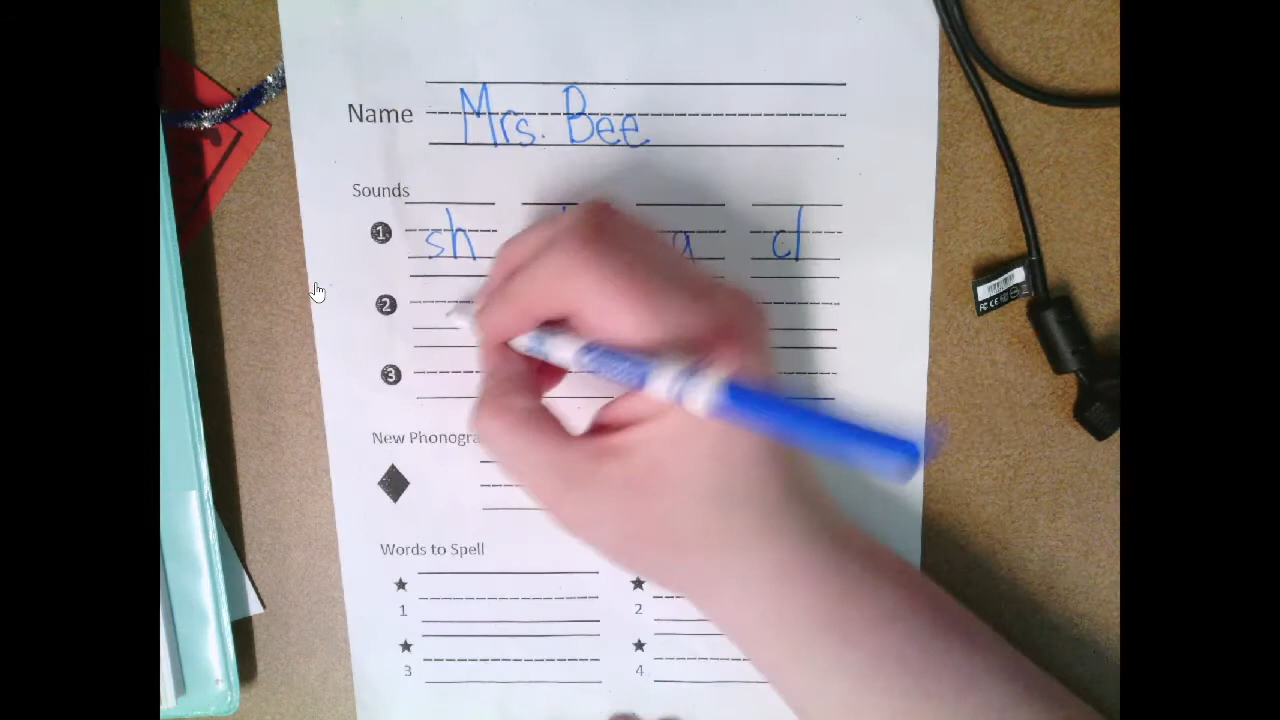 Name Mrs. Bee
Sounds
1 sh a cl
2
3
New Phonogra
Words to Spell
1 2
3 4